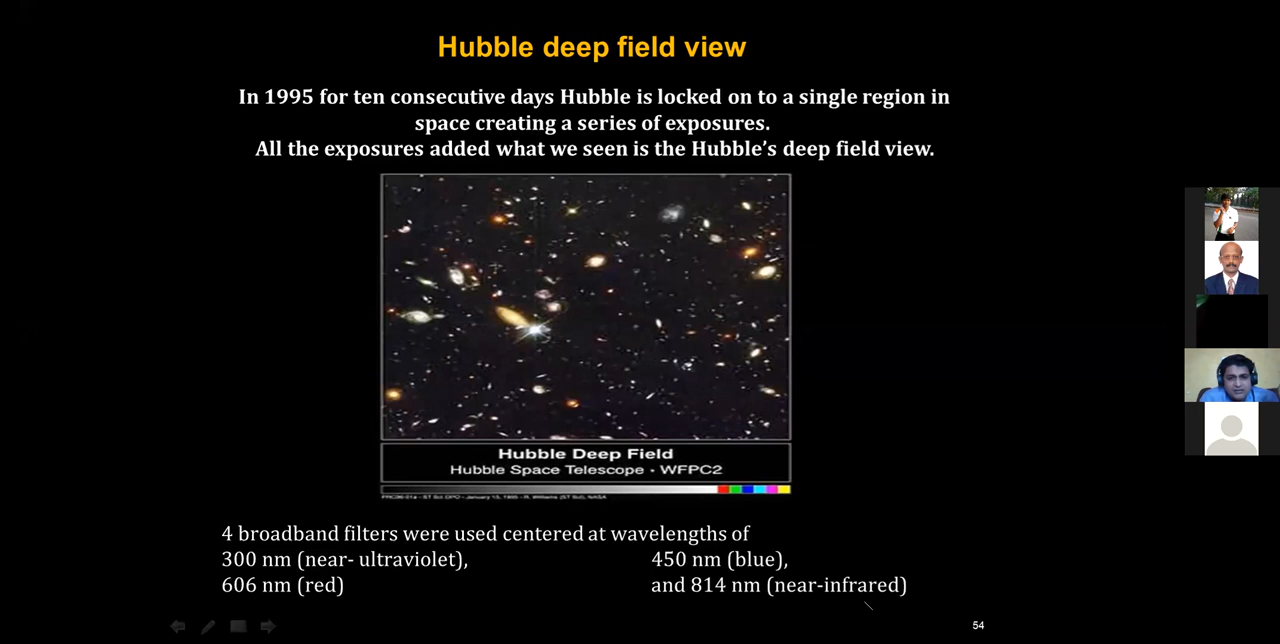 Hubble deep field view
In 1995 for ten consecutive days Hubble is locked on to a single region in
space creating a series of exposures.
All the exposures added what we seen is the Hubble’s deep field view.
Hubble Deep Field
Hubble Space Telescope • WFPC2
4 broadband filters were used centered at wavelengths of
300 nm (near- ultraviolet), 450 nm (blue),
606 nm (red) and 814 nm (near-infrared)
54